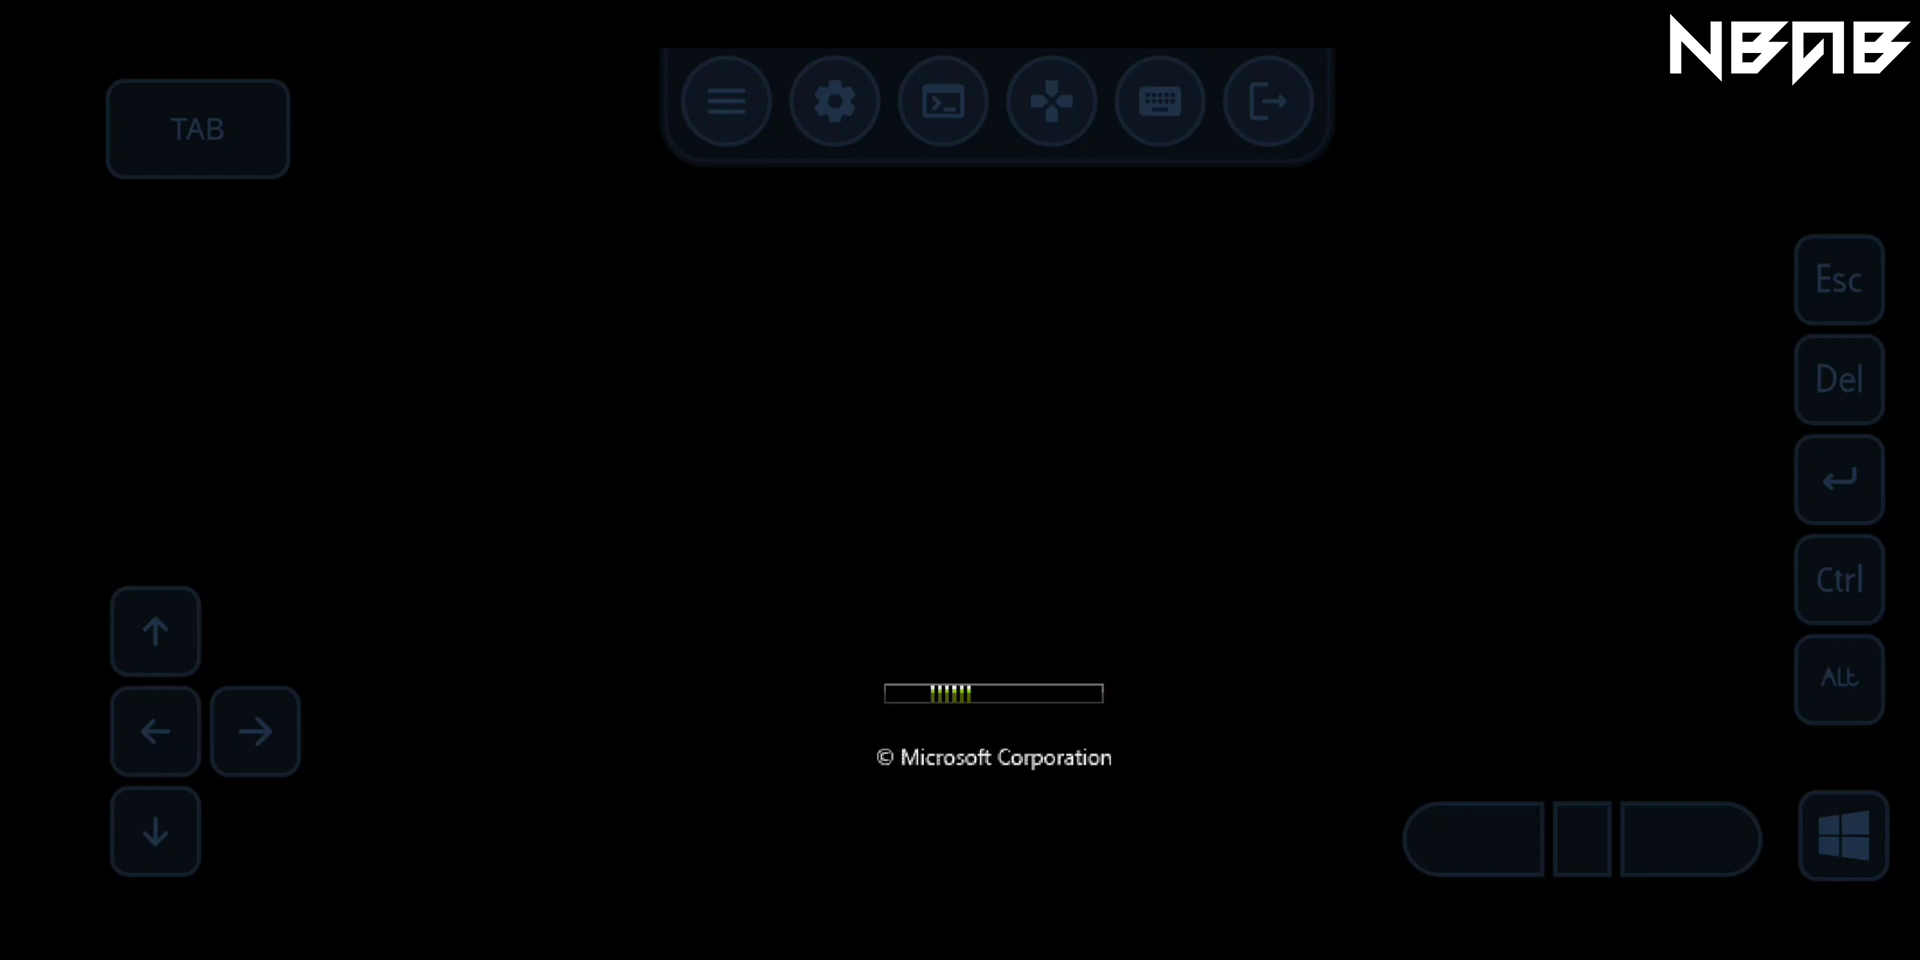 NBNB
TAB
Esc
Del
Ctrl
ALt
© Microsoft Corporation